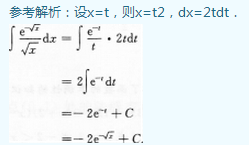 参考解析：设x=t，则x=t2，dx=2tdt．
∫ e^{-√x}/√x dx = ∫ e^{-t}/t · 2tdt
= 2∫e^{-t}dt
=－2e^{-t} + C
=－2e^{-√x} + C.